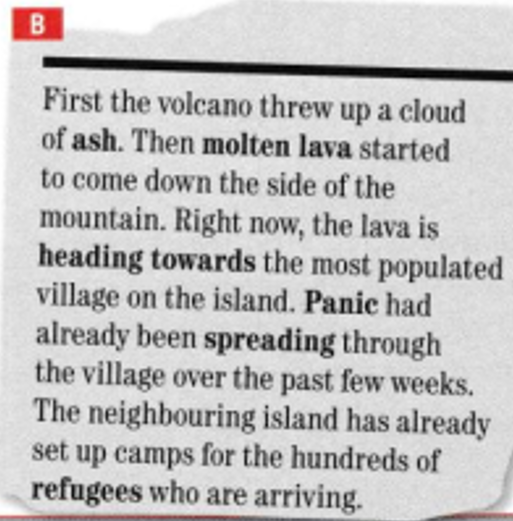 B
First the volcano threw up a cloud
of ash. Then molten lava started
to come down the side of the
mountain. Right now, the lava is
heading towards the most populated
village on the island. Panic had
already been spreading through
the village over the past few weeks.
The neighbouring island has already
set up camps for the hundreds of
refugees who are arriving.